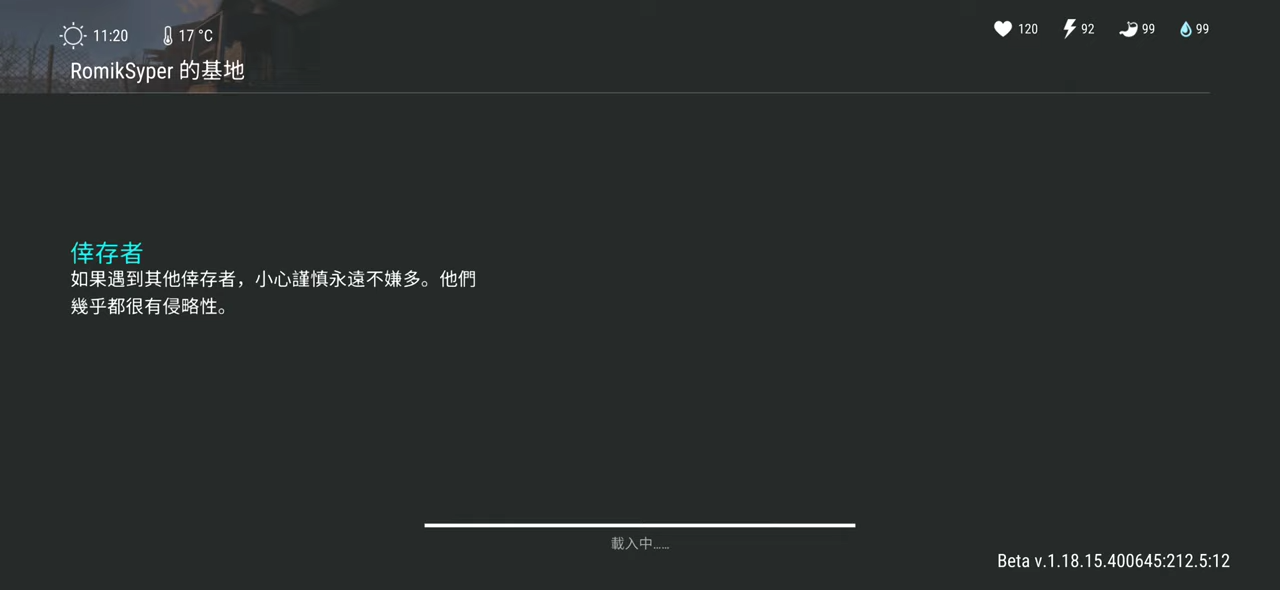 11:20 17 °C
120 92 99 99
RomikSyper 的基地
倖存者
如果遇到其他倖存者，小心謹慎永遠不嫌多。他們
幾乎都很有侵略性。
載入中……
Beta v.1.18.15.400645:212.5:12